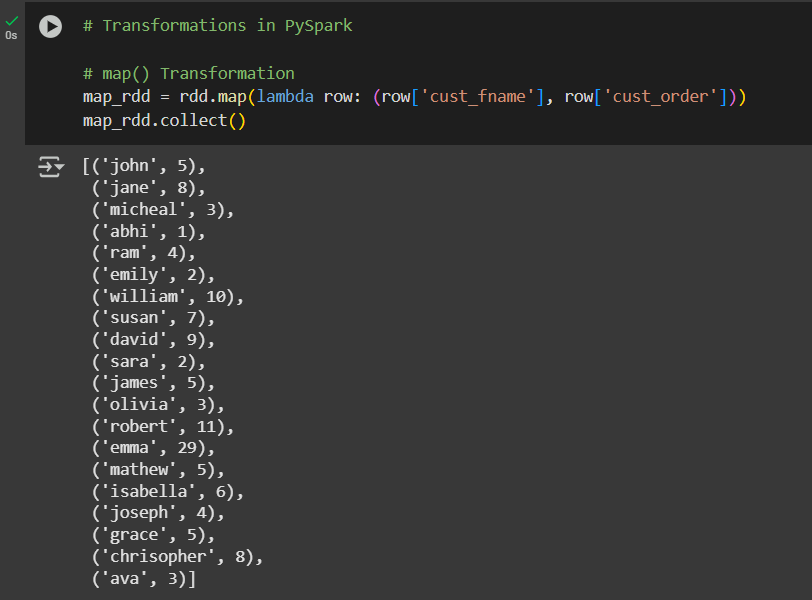 0s
# Transformations in PySpark
# map() Transformation
map_rdd = rdd.map(lambda row: (row['cust_fname'], row['cust_order']))
map_rdd.collect()
[('john', 5),
('jane', 8),
('micheal', 3),
('abhi', 1),
('ram', 4),
('emily', 2),
('william', 10),
('susan', 7),
('david', 9),
('sara', 2),
('james', 5),
('olivia', 3),
('robert', 11),
('emma', 29),
('mathew', 5),
('isabella', 6),
('joseph', 4),
('grace', 5),
('chrisopher', 8),
('ava', 3)]